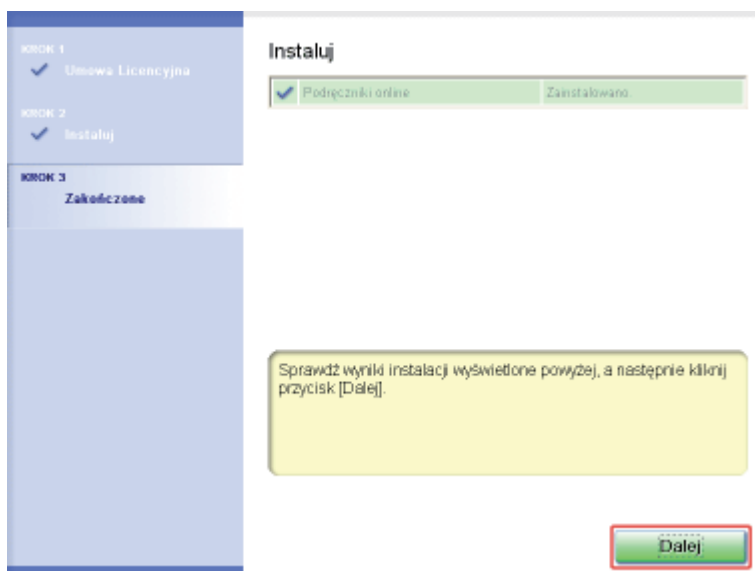 KROK 1
Umowa Licencyjna
KROK 2
Instaluj
KROK 3
Zakończone
Instaluj
Podręczniki online Zainstalowano.
Sprawdź wyniki instalacji wyświetlone powyżej, a następnie kliknij
przycisk [Dalej].
Dalej